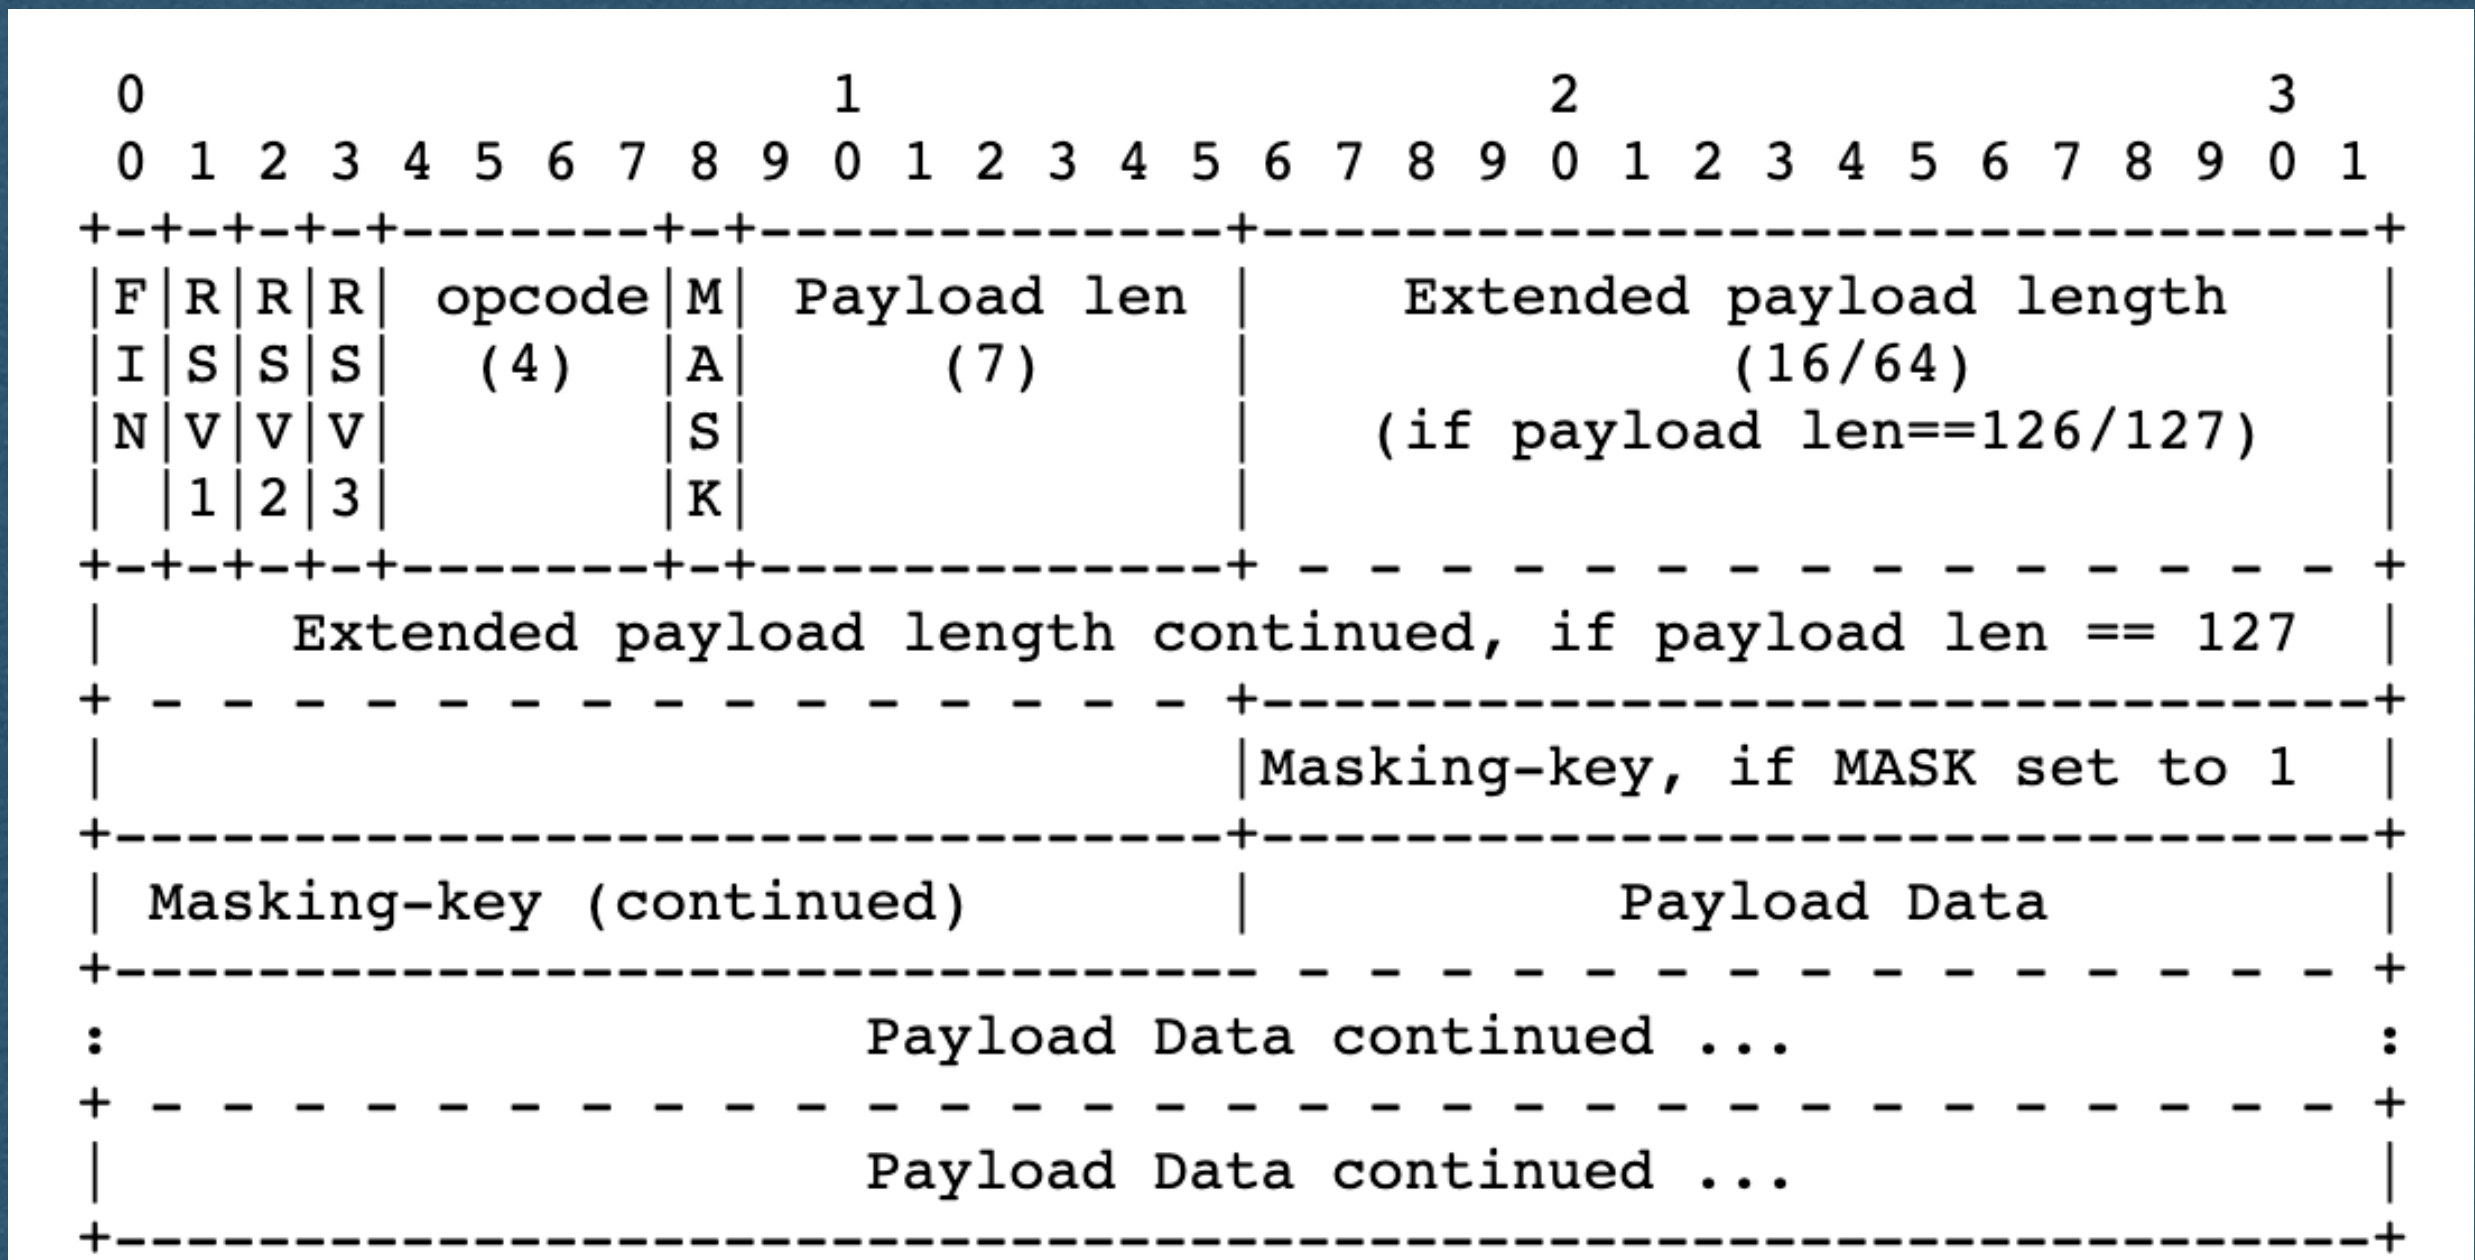 0                   1                   2                   3
 0 1 2 3 4 5 6 7 8 9 0 1 2 3 4 5 6 7 8 9 0 1 2 3 4 5 6 7 8 9 0 1
+-+-+-+-+-------+-+-------------+-------------------------------+
|F|R|R|R| opcode|M| Payload len |    Extended payload length    |
|I|S|S|S|  (4)  |A|     (7)     |             (16/64)           |
|N|V|V|V|       |S|             |   (if payload len==126/127)   |
| |1|2|3|       |K|             |                               |
+-+-+-+-+-------+-+-------------+ - - - - - - - - - - - - - - - +
|     Extended payload length continued, if payload len == 127  |
+ - - - - - - - - - - - - - - - +-------------------------------+
|                               |Masking-key, if MASK set to 1  |
+-------------------------------+-------------------------------+
| Masking-key (continued)       |          Payload Data         |
+-------------------------------- - - - - - - - - - - - - - - - +
:                     Payload Data continued ...                :
+ - - - - - - - - - - - - - - - - - - - - - - - - - - - - - - - +
|                     Payload Data continued ...                |
+---------------------------------------------------------------+